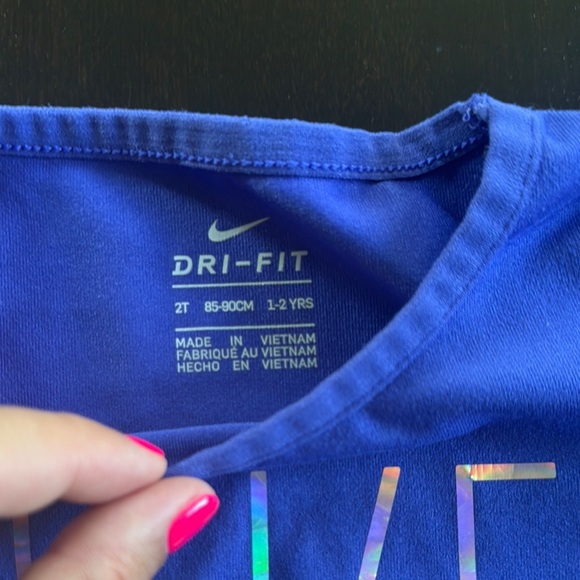 DRI-FIT
2T 85-90CM 1-2 YRS
MADE IN VIETNAM
FABRIQUÉ AU VIETNAM
HECHO EN VIETNAM